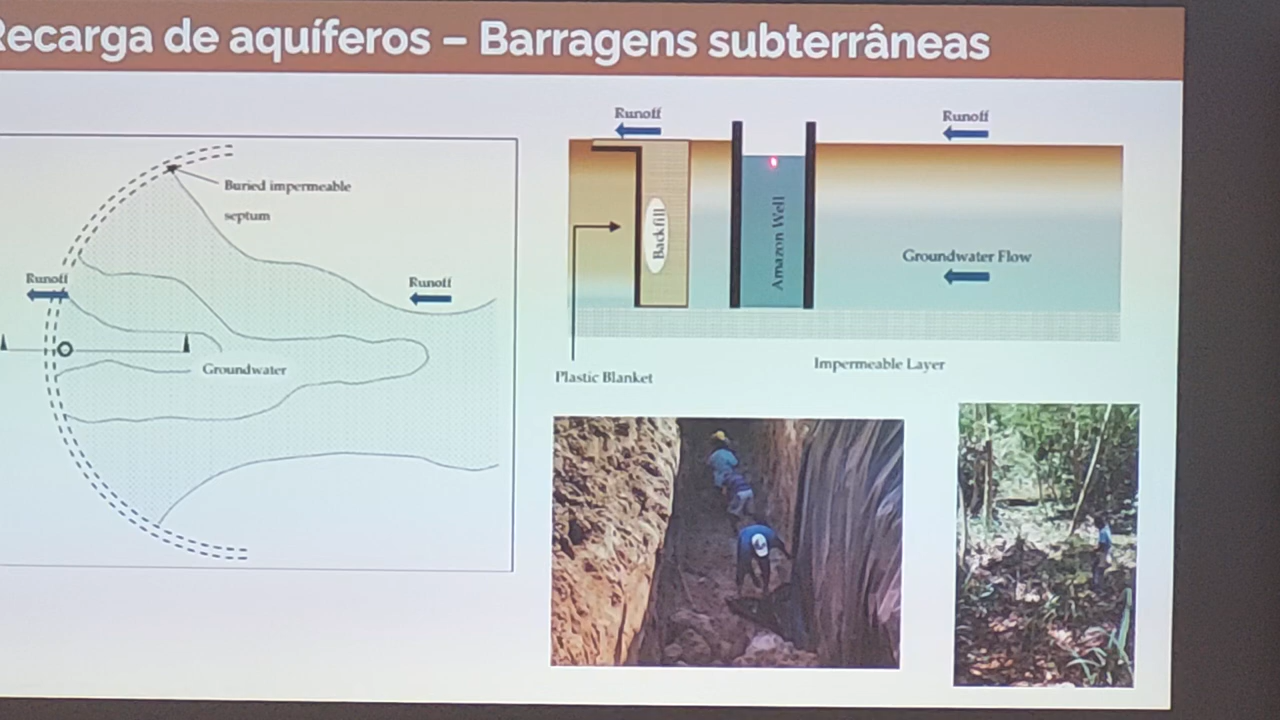 Recarga de aquíferos – Barragens subterrâneas
Buried impermeable
septum
Runoff
Runoff
Groundwater
Runoff
Runoff
Backfill
Amazon Well
Groundwater Flow
Impermeable Layer
Plastic Blanket